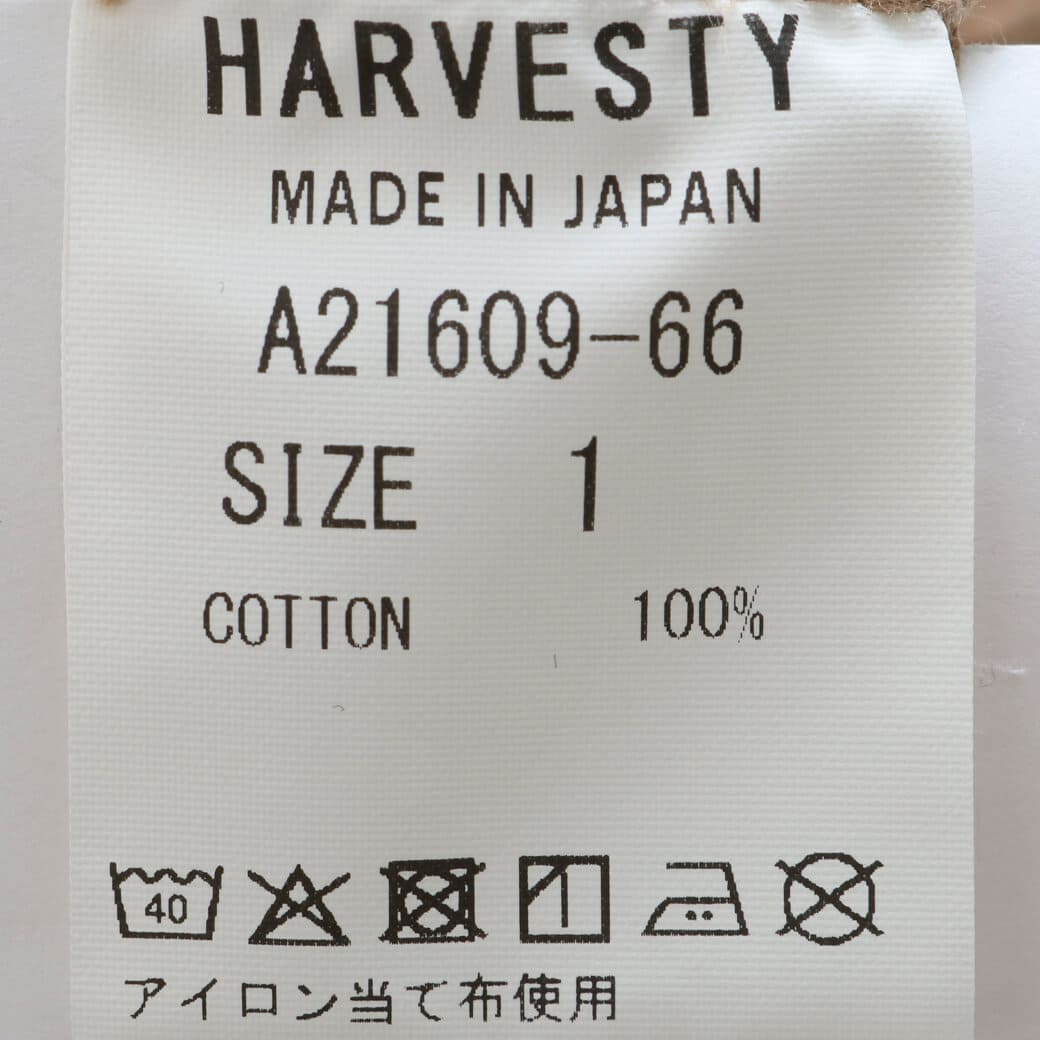 HARVESTY
MADE IN JAPAN
A21609-66
SIZE 1
COTTON 100%
40
アイロン当て布使用